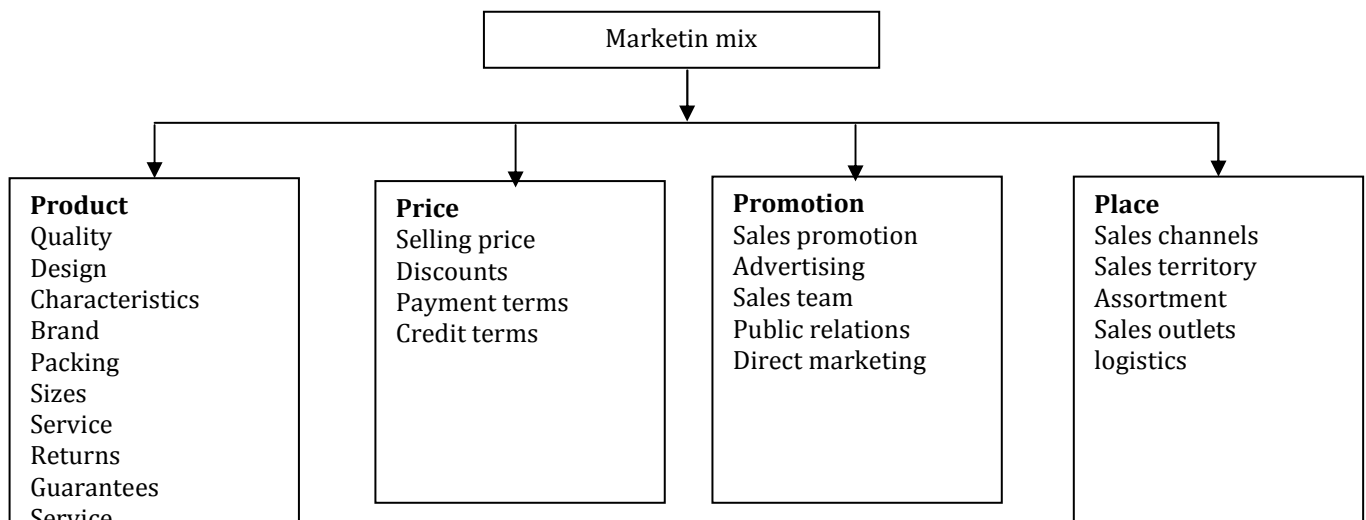 Marketin mix
Product
Quality
Design
Characteristics
Brand
Packing
Sizes
Service
Returns
Guarantees
Service
Price
Selling price
Discounts
Payment terms
Credit terms
Promotion
Sales promotion
Advertising
Sales team
Public relations
Direct marketing
Place
Sales channels
Sales territory
Assortment
Sales outlets
logistics